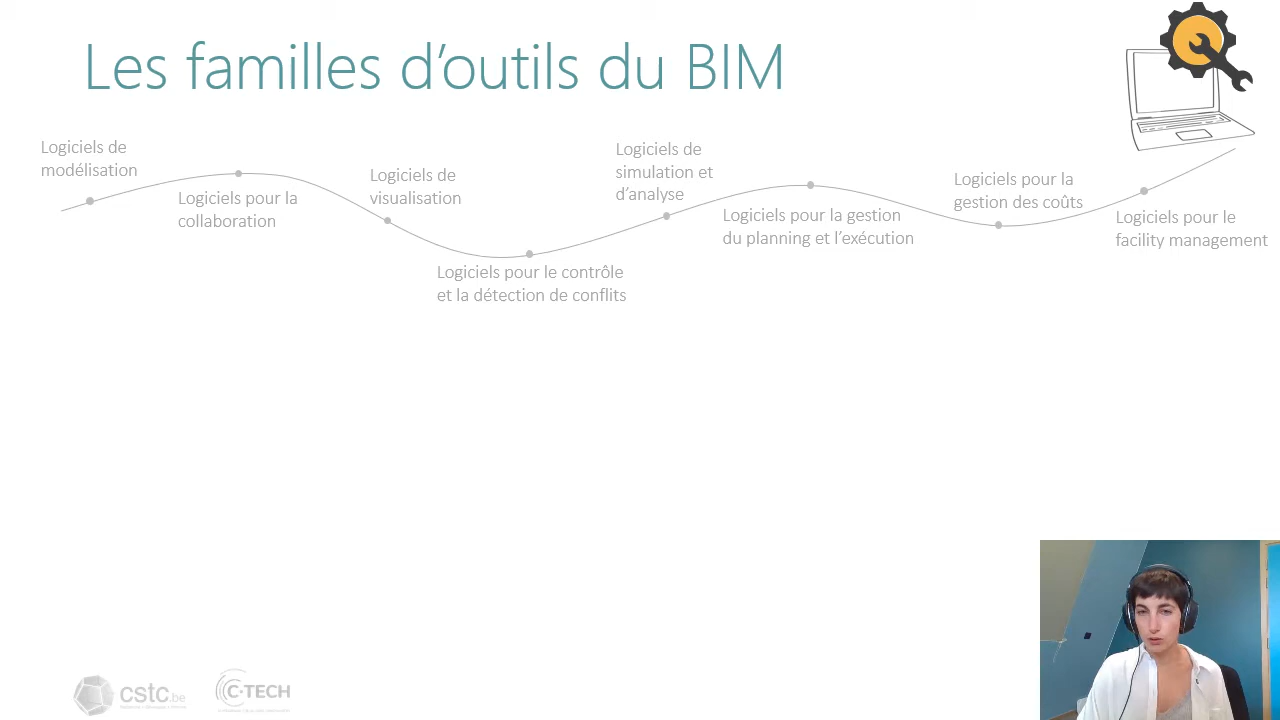 Les familles d’outils du BIM
Logiciels de
modélisation
Logiciels pour la
collaboration
Logiciels de
visualisation
Logiciels pour le contrôle
et la détection de conflits
Logiciels de
simulation et
d’analyse
Logiciels pour la gestion
du planning et l’exécution
Logiciels pour la
gestion des coûts
Logiciels pour le
facility management
cstc.be
C-TECH